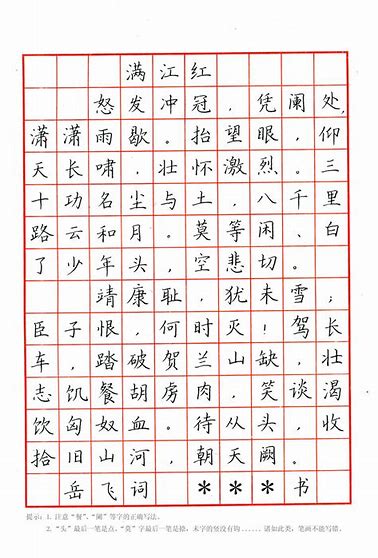 满江红
怒发冲冠，凭阑处，
潇潇雨歇。抬望眼，仰
天长啸，壮怀激烈。三
十功名尘与土，八千里
路云和月。莫等闲、白
了少年头，空悲切。
靖康耻，犹未雪；
臣子恨，何时灭！驾长
车，踏破贺兰山缺，壮
志饥餐胡虏肉，笑谈渴
饮匈奴血。待从头，收
拾旧山河，朝天阙。
岳飞词 ***书
提示：1. 注意“餐”、“阑”等字的正确写法。
2. “头”最后一笔是点，“莫”字最后一笔是捺，字的竖没有钩……诸如此类，笔画不能写错。